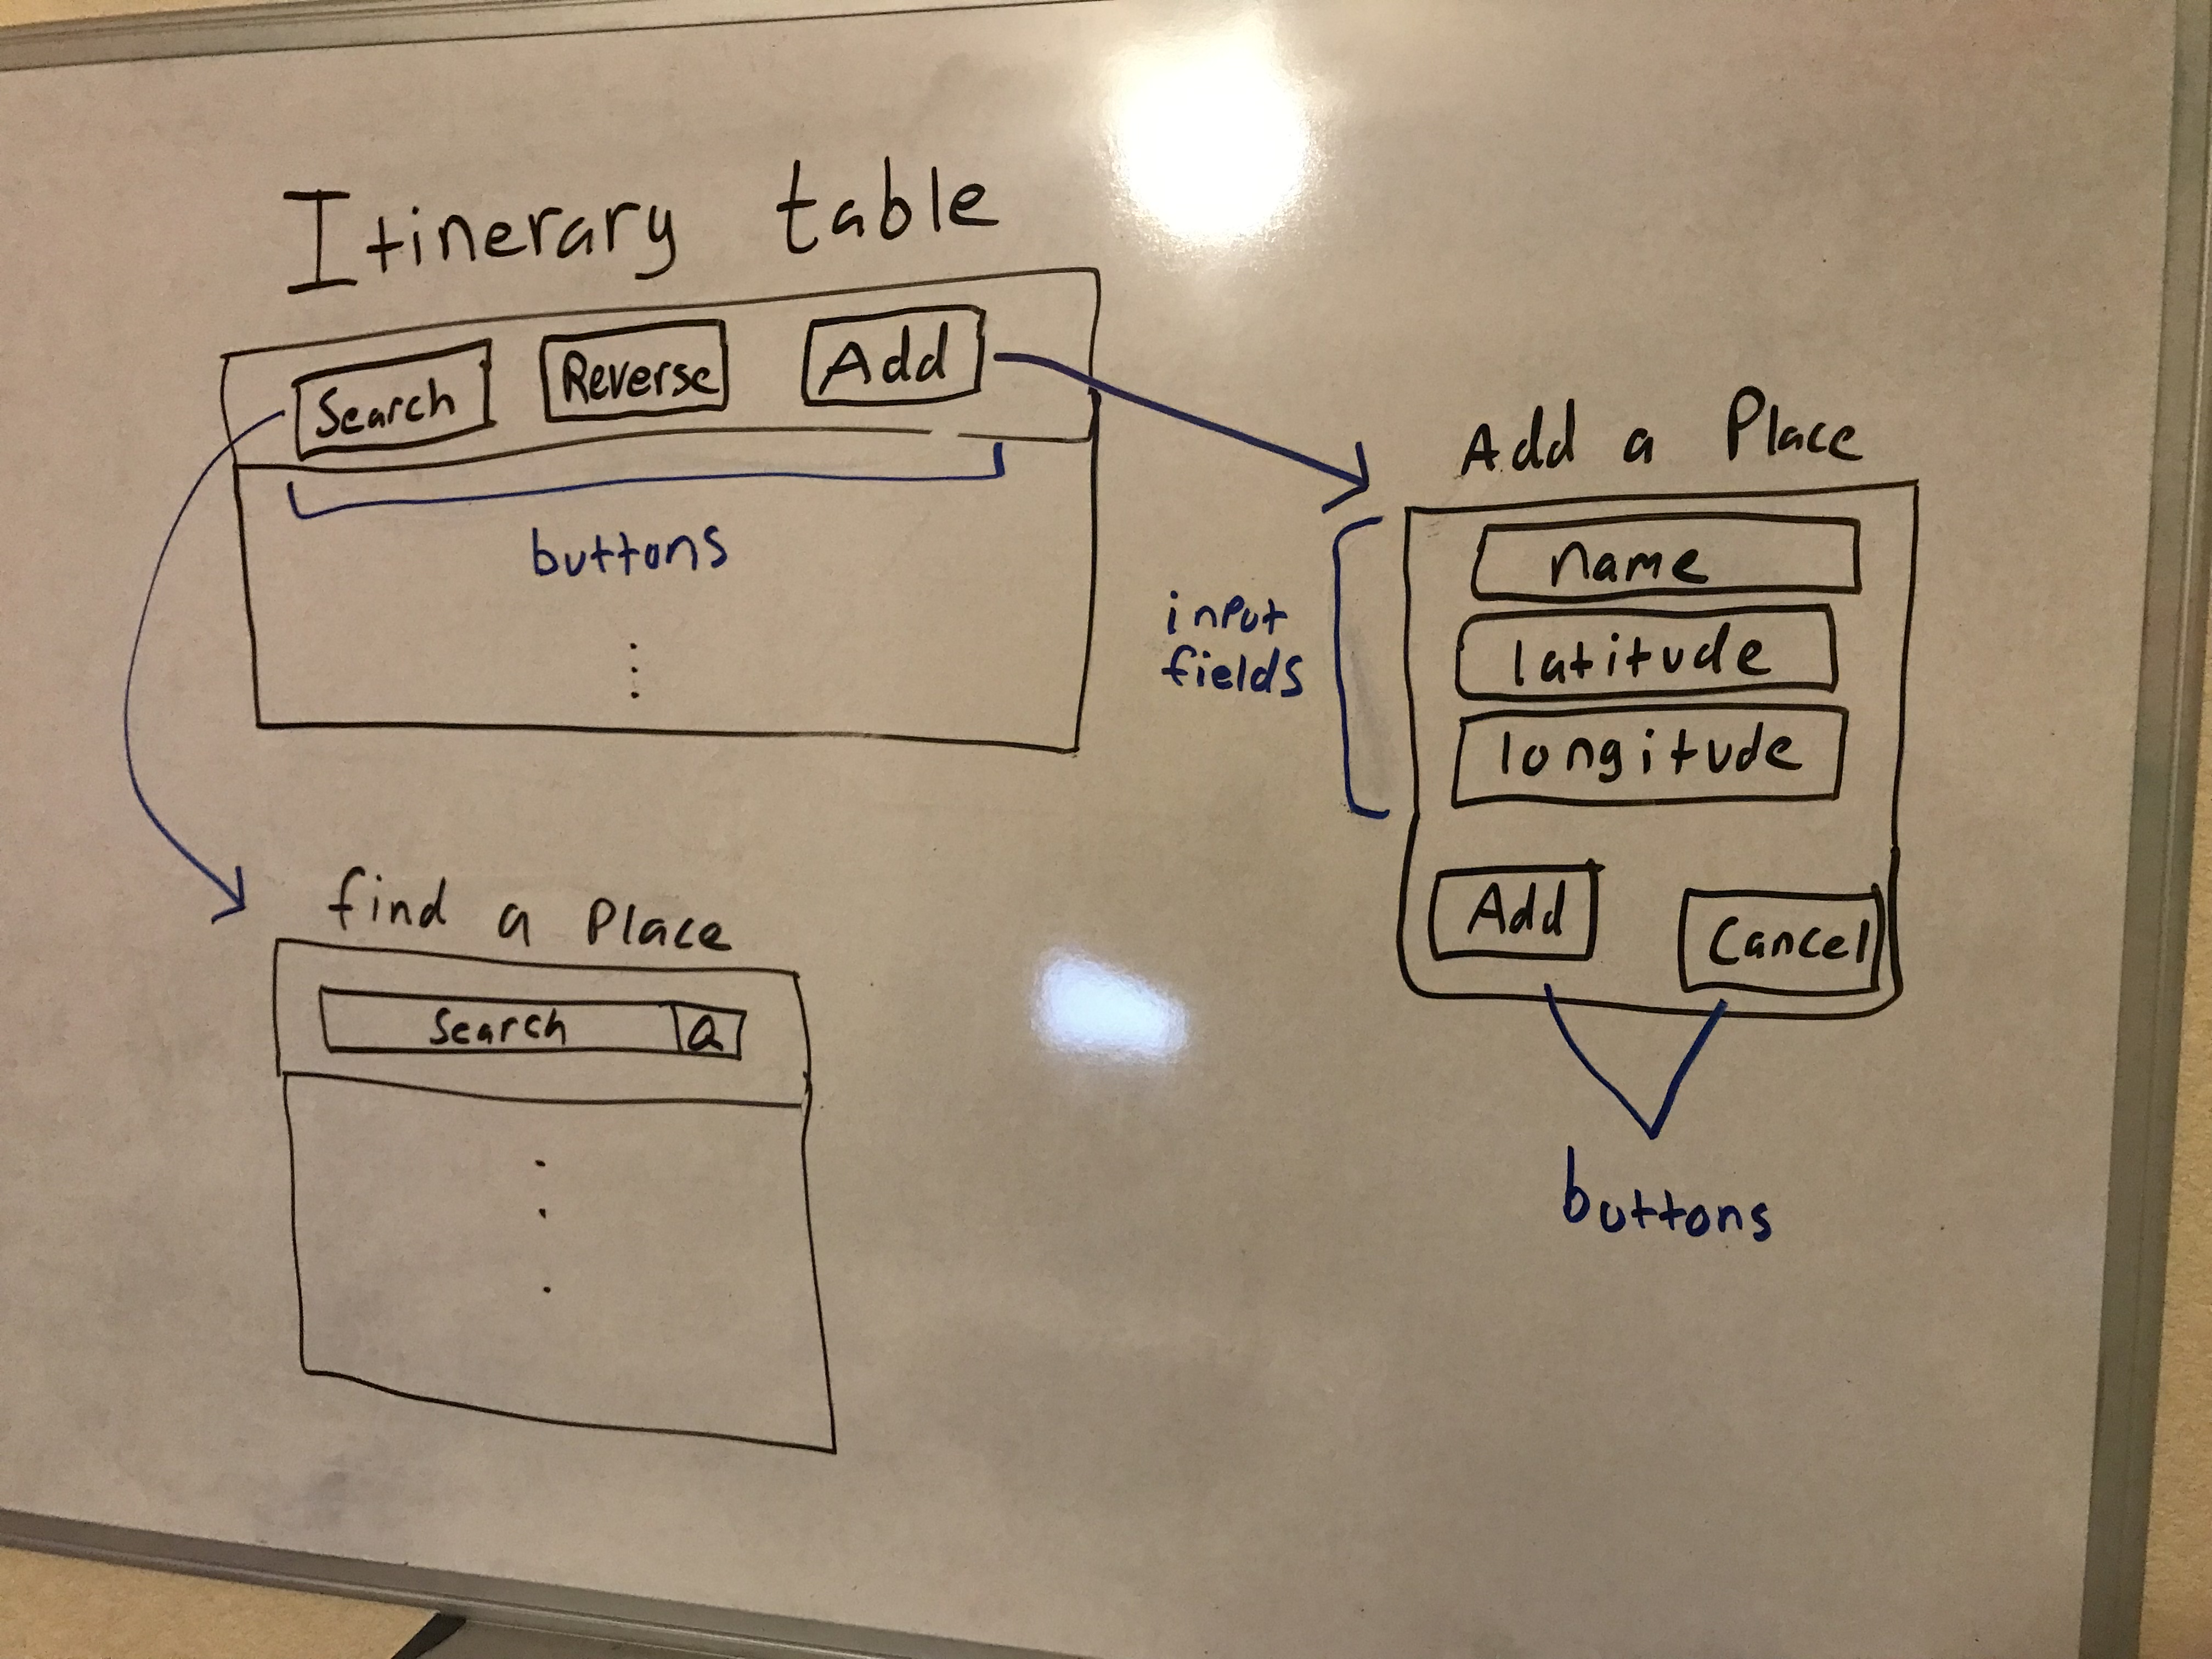 Itinerary table
Search Reverse Add
buttons
Add a Place
name
latitude
longitude
input
fields
Add Cancel
buttons
find a Place
Search